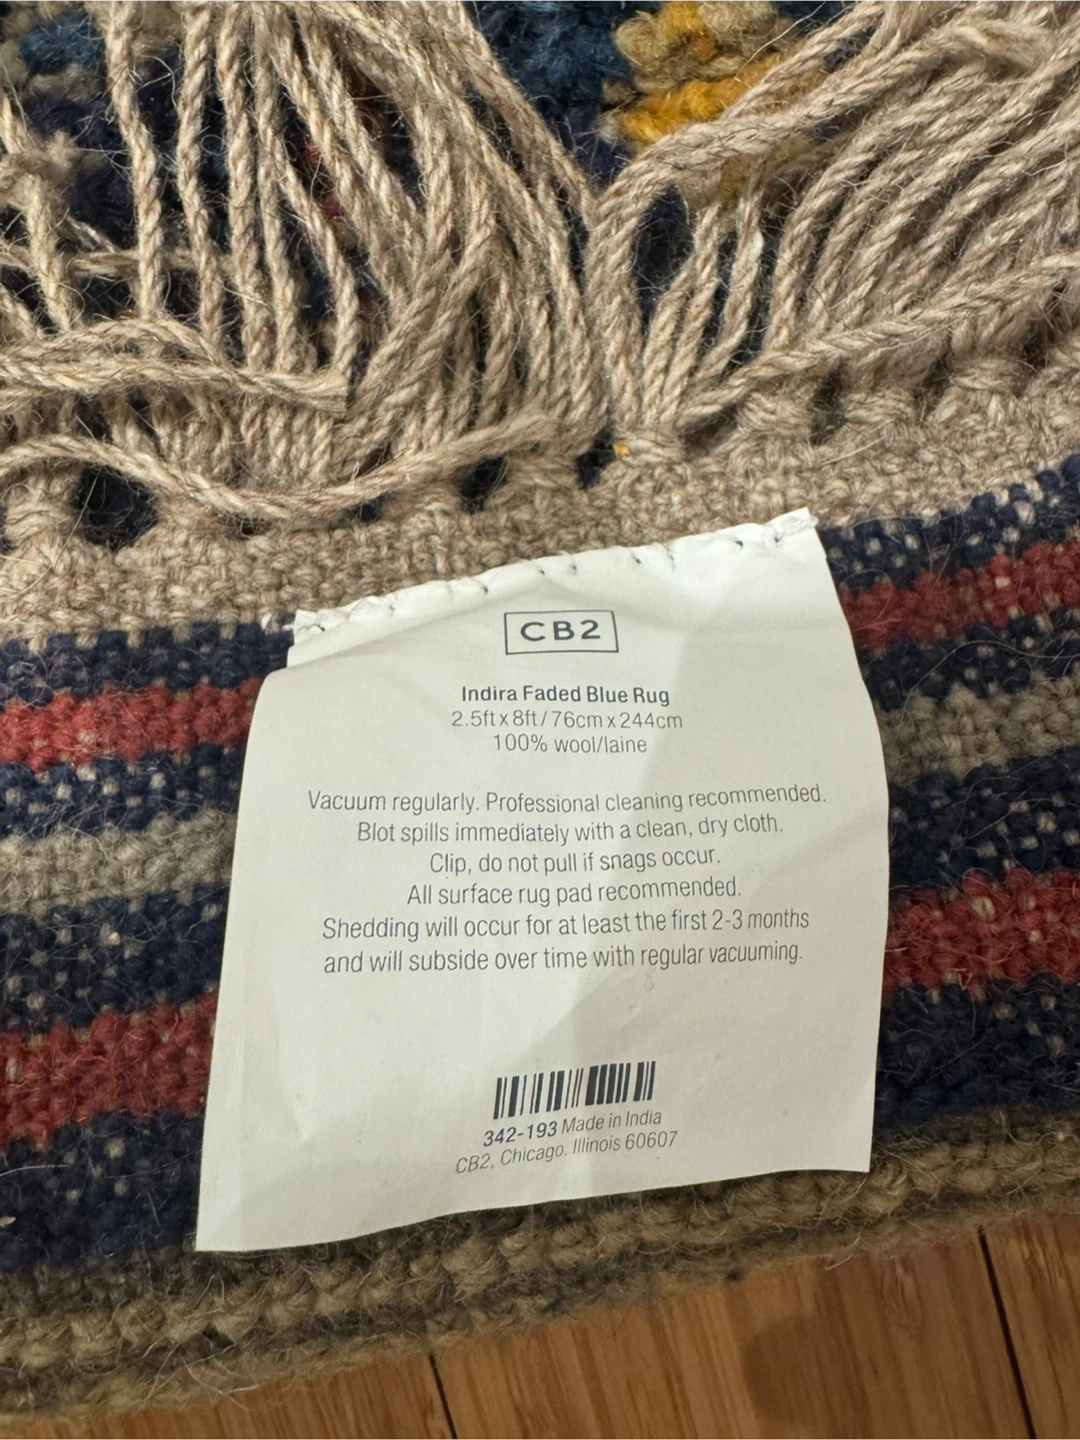 CB2
Indira Faded Blue Rug
2.5ft x 8ft / 76cm x 244cm
100% wool/laine
Vacuum regularly. Professional cleaning recommended.
Blot spills immediately with a clean, dry cloth.
Clip, do not pull if snags occur.
All surface rug pad recommended.
Shedding will occur for at least the first 2-3 months
and will subside over time with regular vacuuming.
342-193 Made in India
CB2, Chicago. Illinois 60607